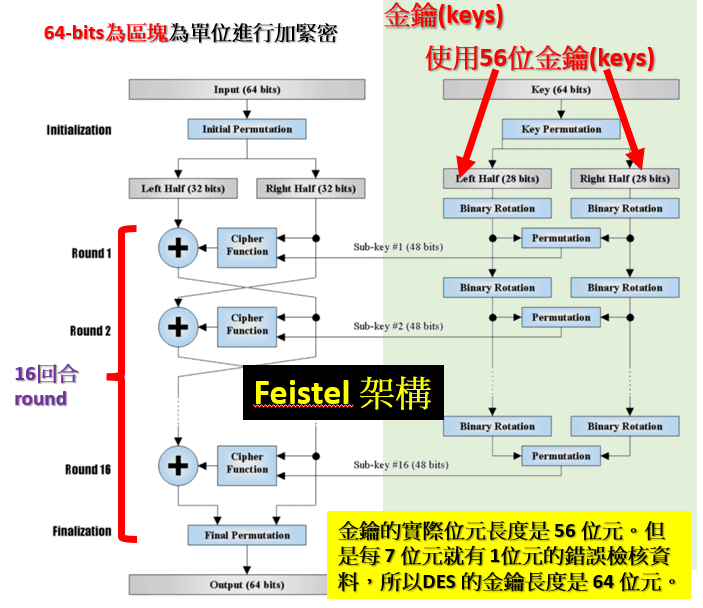 64-bits為區塊為單位進行加緊密
金鑰(keys)
使用56位金鑰(keys)
Input (64 bits)
Key (64 bits)
Initialization
Initial Permutation
Key Permutation
Left Half (32 bits)
Right Half (32 bits)
Left Half (28 bits)
Right Half (28 bits)
Binary Rotation
Binary Rotation
Round 1
Cipher
Function
Sub-key #1 (48 bits)
Permutation
Binary Rotation
Binary Rotation
Round 2
Cipher
Function
Sub-key #2 (48 bits)
Permutation
16回合
round
Feistel 架構
Binary Rotation
Binary Rotation
Round 16
Cipher
Function
Sub-key #16 (48 bits)
Permutation
Finalization
Final Permutation
Output (64 bits)
金鑰的實際位元長度是 56 位元。但
是每 7 位元就有 1位元的錯誤檢核資
料，所以DES 的金鑰長度是 64 位元。